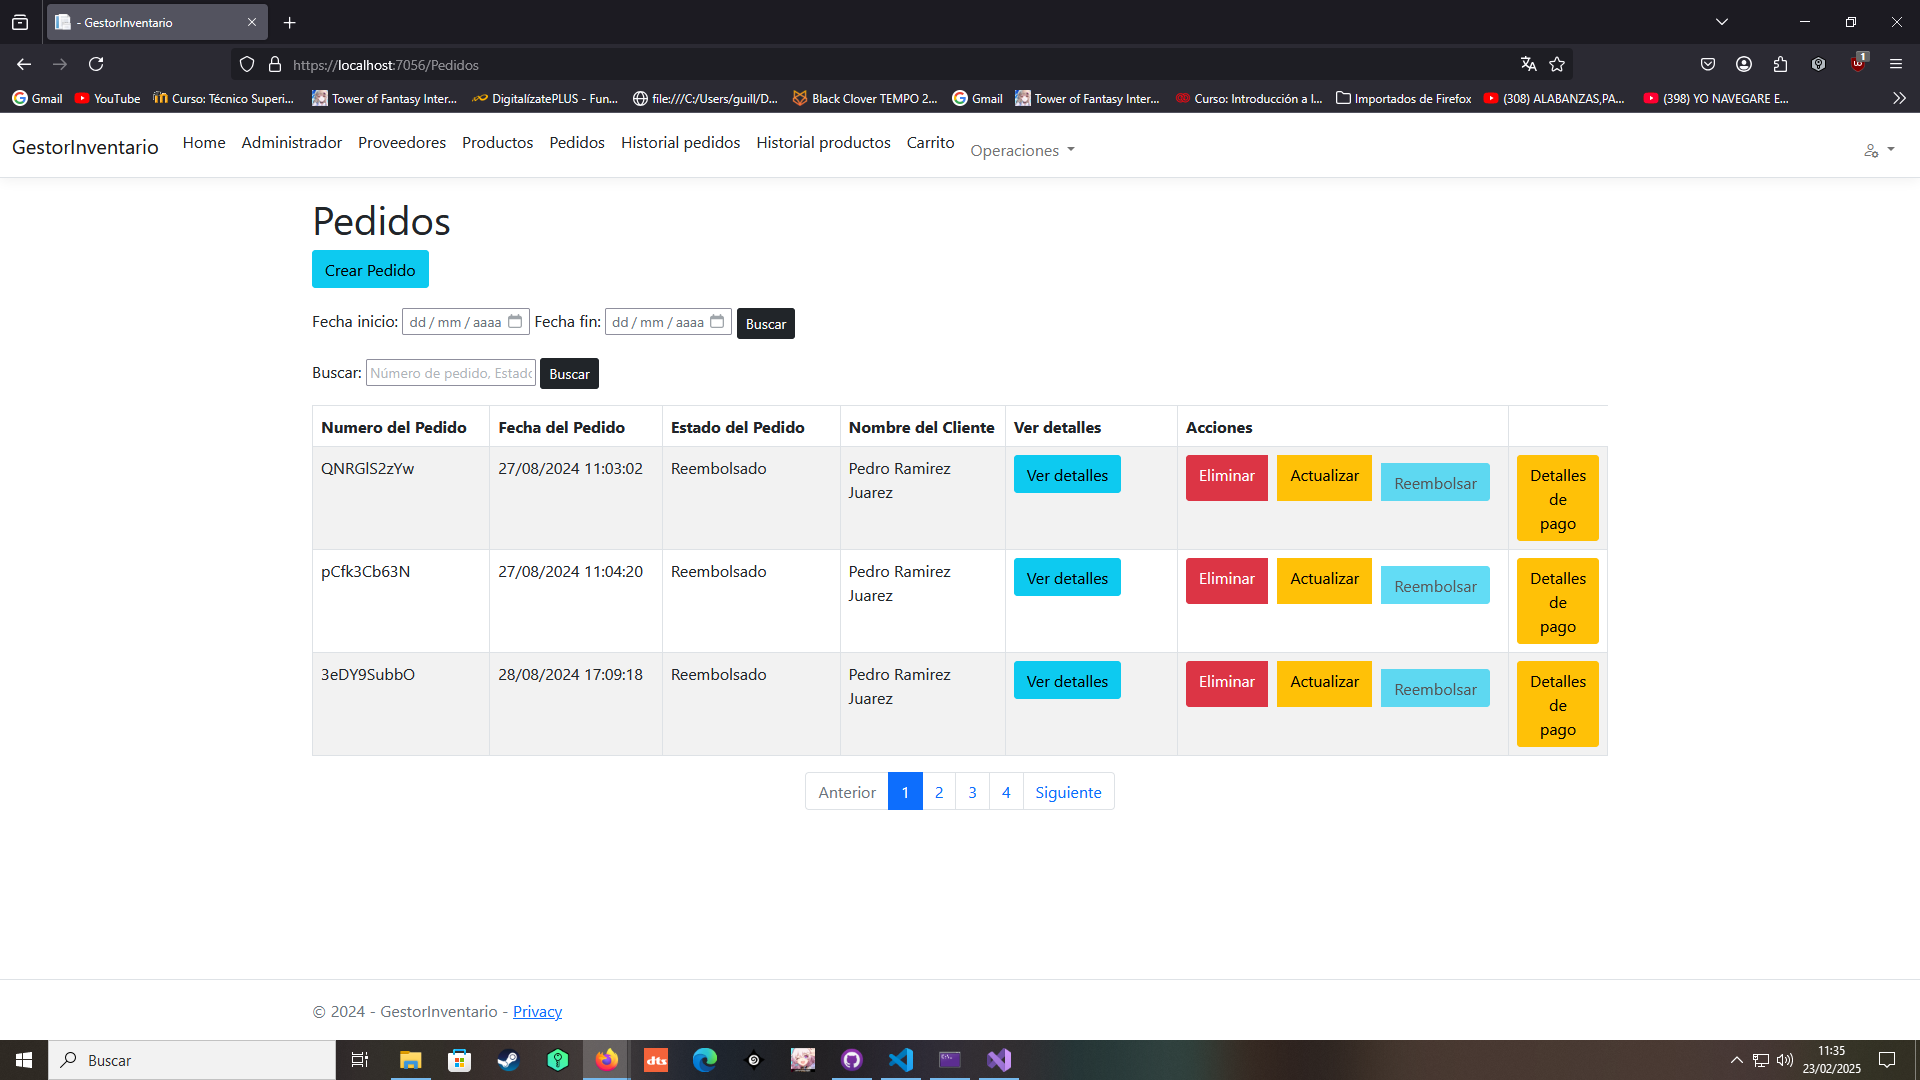 - GestorInventario
https://localhost:7056/Pedidos
1
Gmail
YouTube
Curso: Técnico Superi...
Tower of Fantasy Inter...
DigitalízatePLUS - Fun...
file:///C:/Users/guill/D...
Black Clover TEMPO 2...
Gmail
Tower of Fantasy Inter...
Curso: Introducción a l...
Importados de Firefox
(308) ALABANZAS,PA...
(398) YO NAVEGARE E...
GestorInventario Home Administrador Proveedores Productos Pedidos Historial pedidos Historial productos Carrito Operaciones
Pedidos
Crear Pedido
Fecha inicio: dd / mm / aaaa Fecha fin: dd / mm / aaaa Buscar
Buscar: Número de pedido, Estado Buscar
Numero del Pedido Fecha del Pedido Estado del Pedido Nombre del Cliente Ver detalles Acciones
QNRGlS2zYw 27/08/2024 11:03:02 Reembolsado Pedro Ramirez Juarez Ver detalles Eliminar Actualizar Reembolsar Detalles de pago
pCfk3Cb63N 27/08/2024 11:04:20 Reembolsado Pedro Ramirez Juarez Ver detalles Eliminar Actualizar Reembolsar Detalles de pago
3eDY9SubbO 28/08/2024 17:09:18 Reembolsado Pedro Ramirez Juarez Ver detalles Eliminar Actualizar Reembolsar Detalles de pago
Anterior 1 2 3 4 Siguiente
© 2024 - GestorInventario - Privacy
Buscar
dts
11:35
23/02/2025